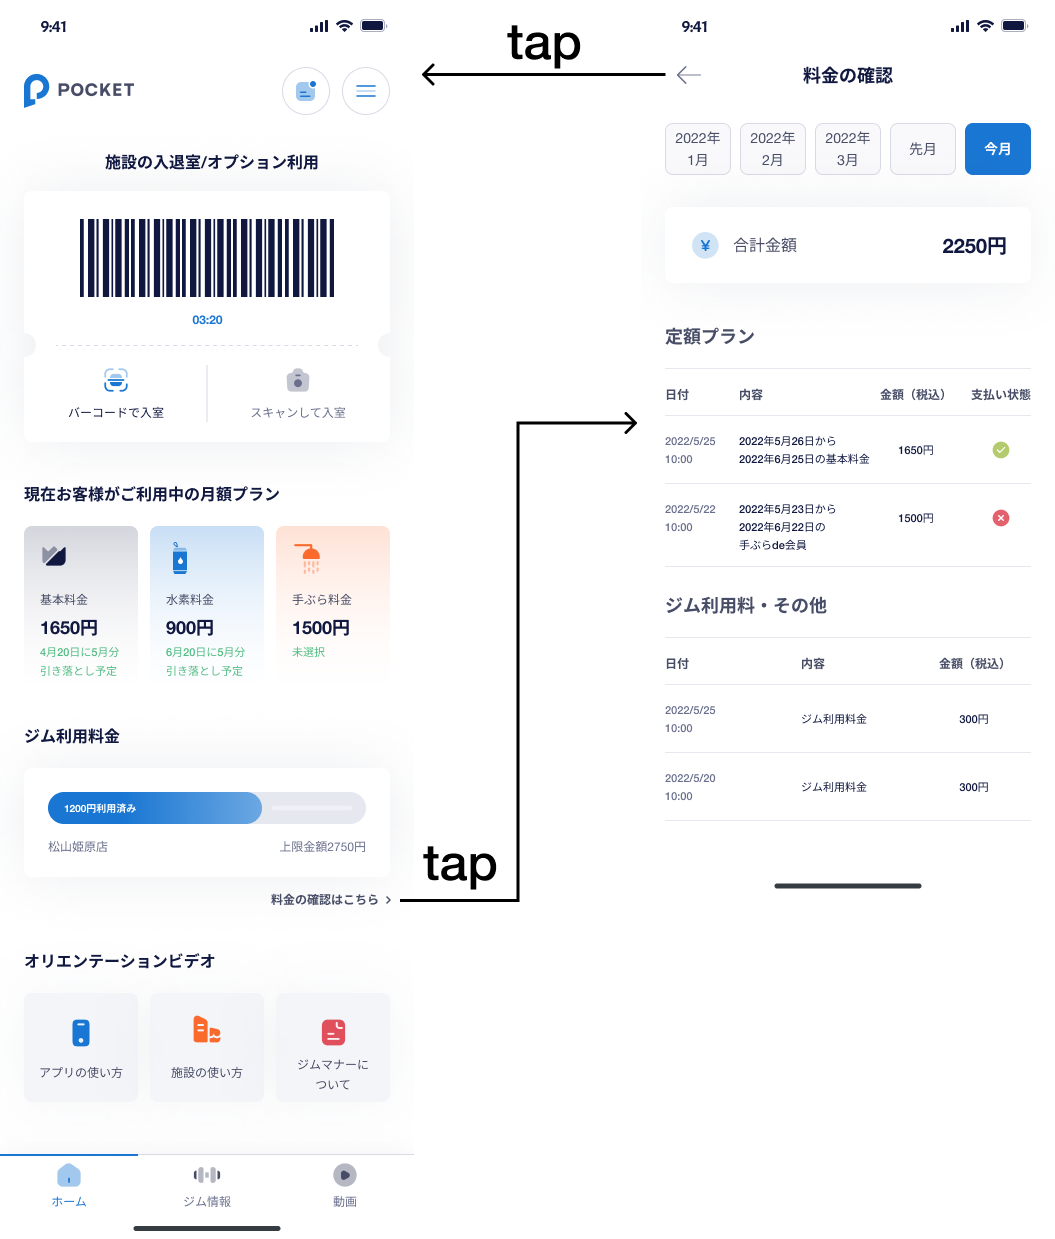 9:41
POCKET
施設の入退室/オプション利用
03:20
バーコードで入室
スキャンして入室
現在お客様がご利用中の月額プラン
基本料金
1650円
4月20日に5月分
引き落とし予定
水素料金
900円
6月20日に5月分
引き落とし予定
手ぶら料金
1500円
未選択
ジム利用料金
1200円利用済み
松山姫原店
上限金額2750円
料金の確認はこちら
オリエンテーションビデオ
アプリの使い方
施設の使い方
ジムマナーに
ついて
ホーム
ジム情報
動画
tap
tap
9:41
料金の確認
2022年
1月
2022年
2月
2022年
3月
先月
今月
¥ 合計金額 2250円
定額プラン
日付 内容 金額（税込） 支払い状態
2022/5/25
10:00
2022年5月26日から
2022年6月25日の基本料金
1650円
2022/5/22
10:00
2022年5月23日から
2022年6月22日の
手ぶらde会員
1500円
ジム利用料・その他
日付 内容 金額（税込）
2022/5/25
10:00
ジム利用料金
300円
2022/5/20
10:00
ジム利用料金
300円